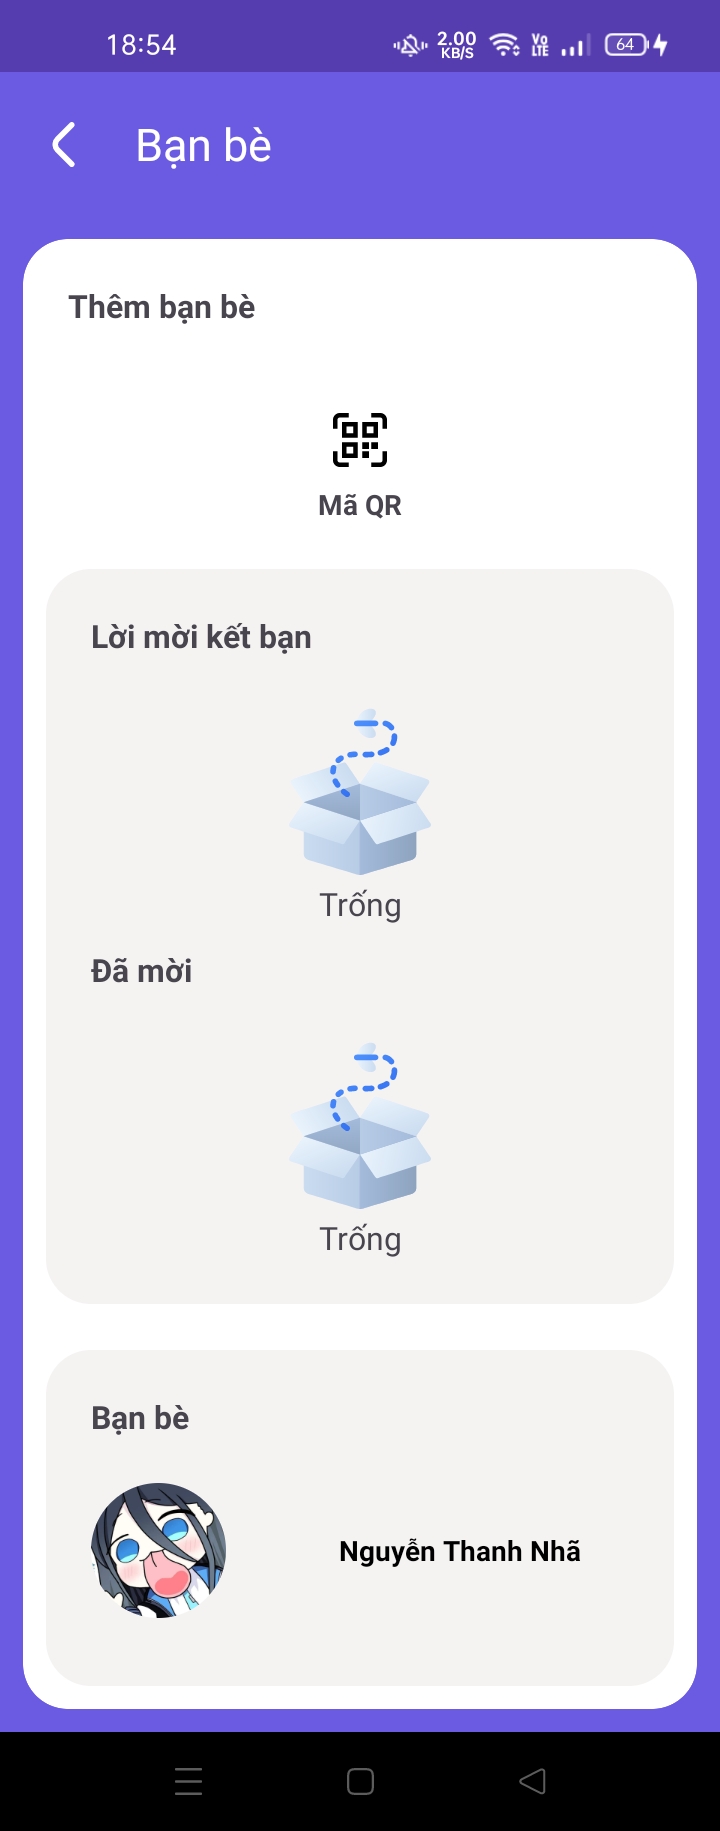 18:54
2.00
KB/S
Vo
LTE
64
Bạn bè
Thêm bạn bè
Mã QR
Lời mời kết bạn
Trống
Đã mời
Trống
Bạn bè
Nguyễn Thanh Nhã